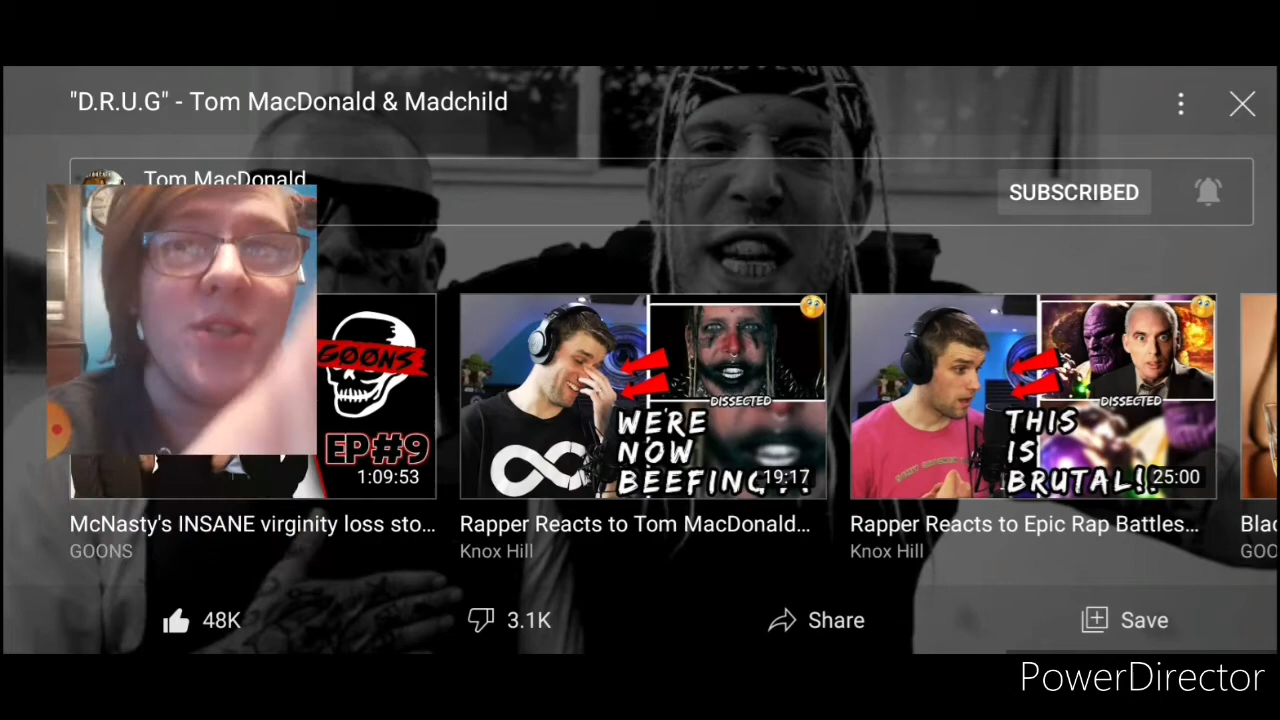 "D.R.U.G" - Tom MacDonald & Madchild
Tom MacDonald
SUBSCRIBED
GOONS
EP#9
1:09:53
DISSECTED
WE'RE
NOW
BEEFING??
19:17
DISSECTED
THIS
IS
BRUTAL!!
25:00
McNasty's INSANE virginity loss sto...
Rapper Reacts to Tom MacDonald...
Rapper Reacts to Epic Rap Battles...
Blac
GOONS
Knox Hill
Knox Hill
GOO
48K
3.1K
Share
Save
PowerDirector